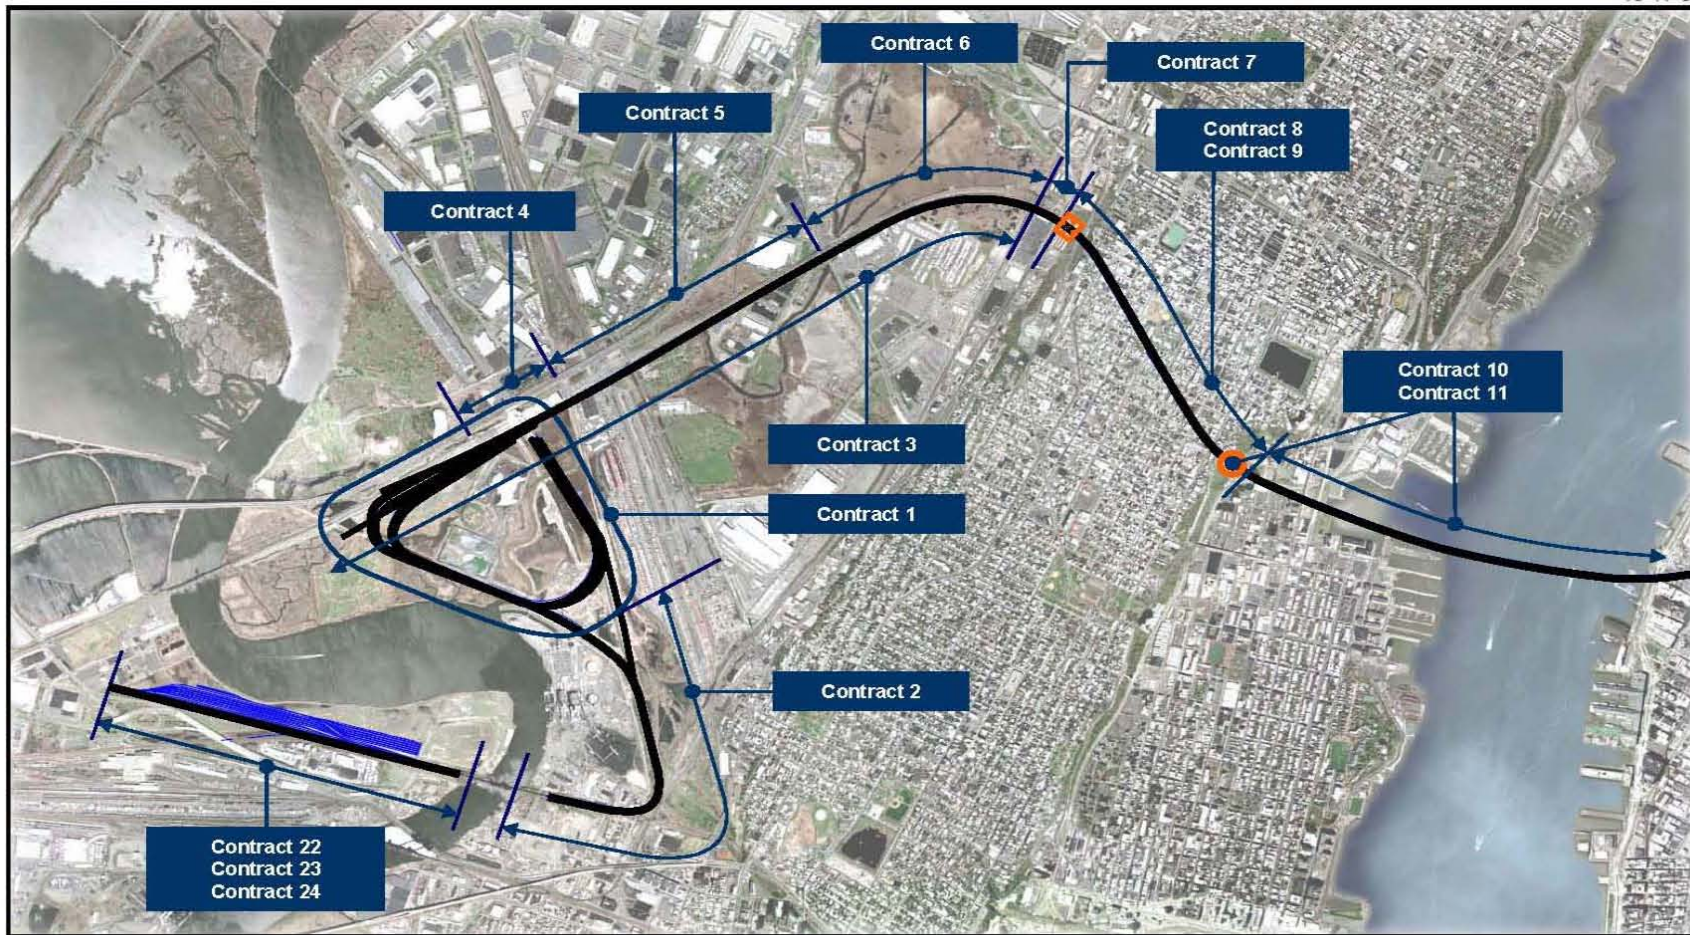 Contract 6
Contract 7
Contract 5
Contract 8
Contract 9
Contract 4
Contract 10
Contract 11
Contract 3
Contract 1
Contract 2
Contract 22
Contract 23
Contract 24